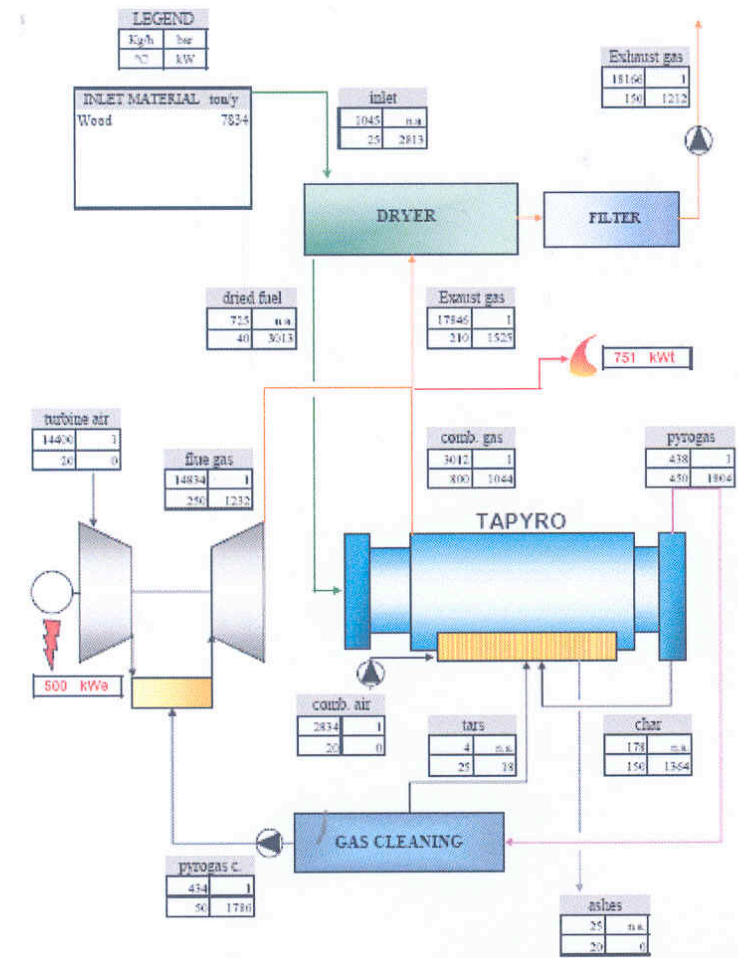 LEGEND
Kg/h bar
°C kW
INLET MATERIAL ton/y
Wood 7834
inlet
1045 n.a.
25 2813
Exhaust gas
18166 1
150 1212
DRYER
FILTER
dried fuel
725 n.a.
40 3013
Exaust gas
17846 1
210 1525
751 kWt
turbine air
14400 1
20 0
flue gas
14834 1
250 1232
comb. gas
3012 1
800 1044
pyrogas
438 1
450 1804
TAPYRO
500 kWe
comb. air
2834 1
20 0
tars
4 n.a.
25 18
char
178 n.a.
150 1364
GAS CLEANING
pyrogas c.
434 1
50 1786
ashes
25 n.a.
20 0